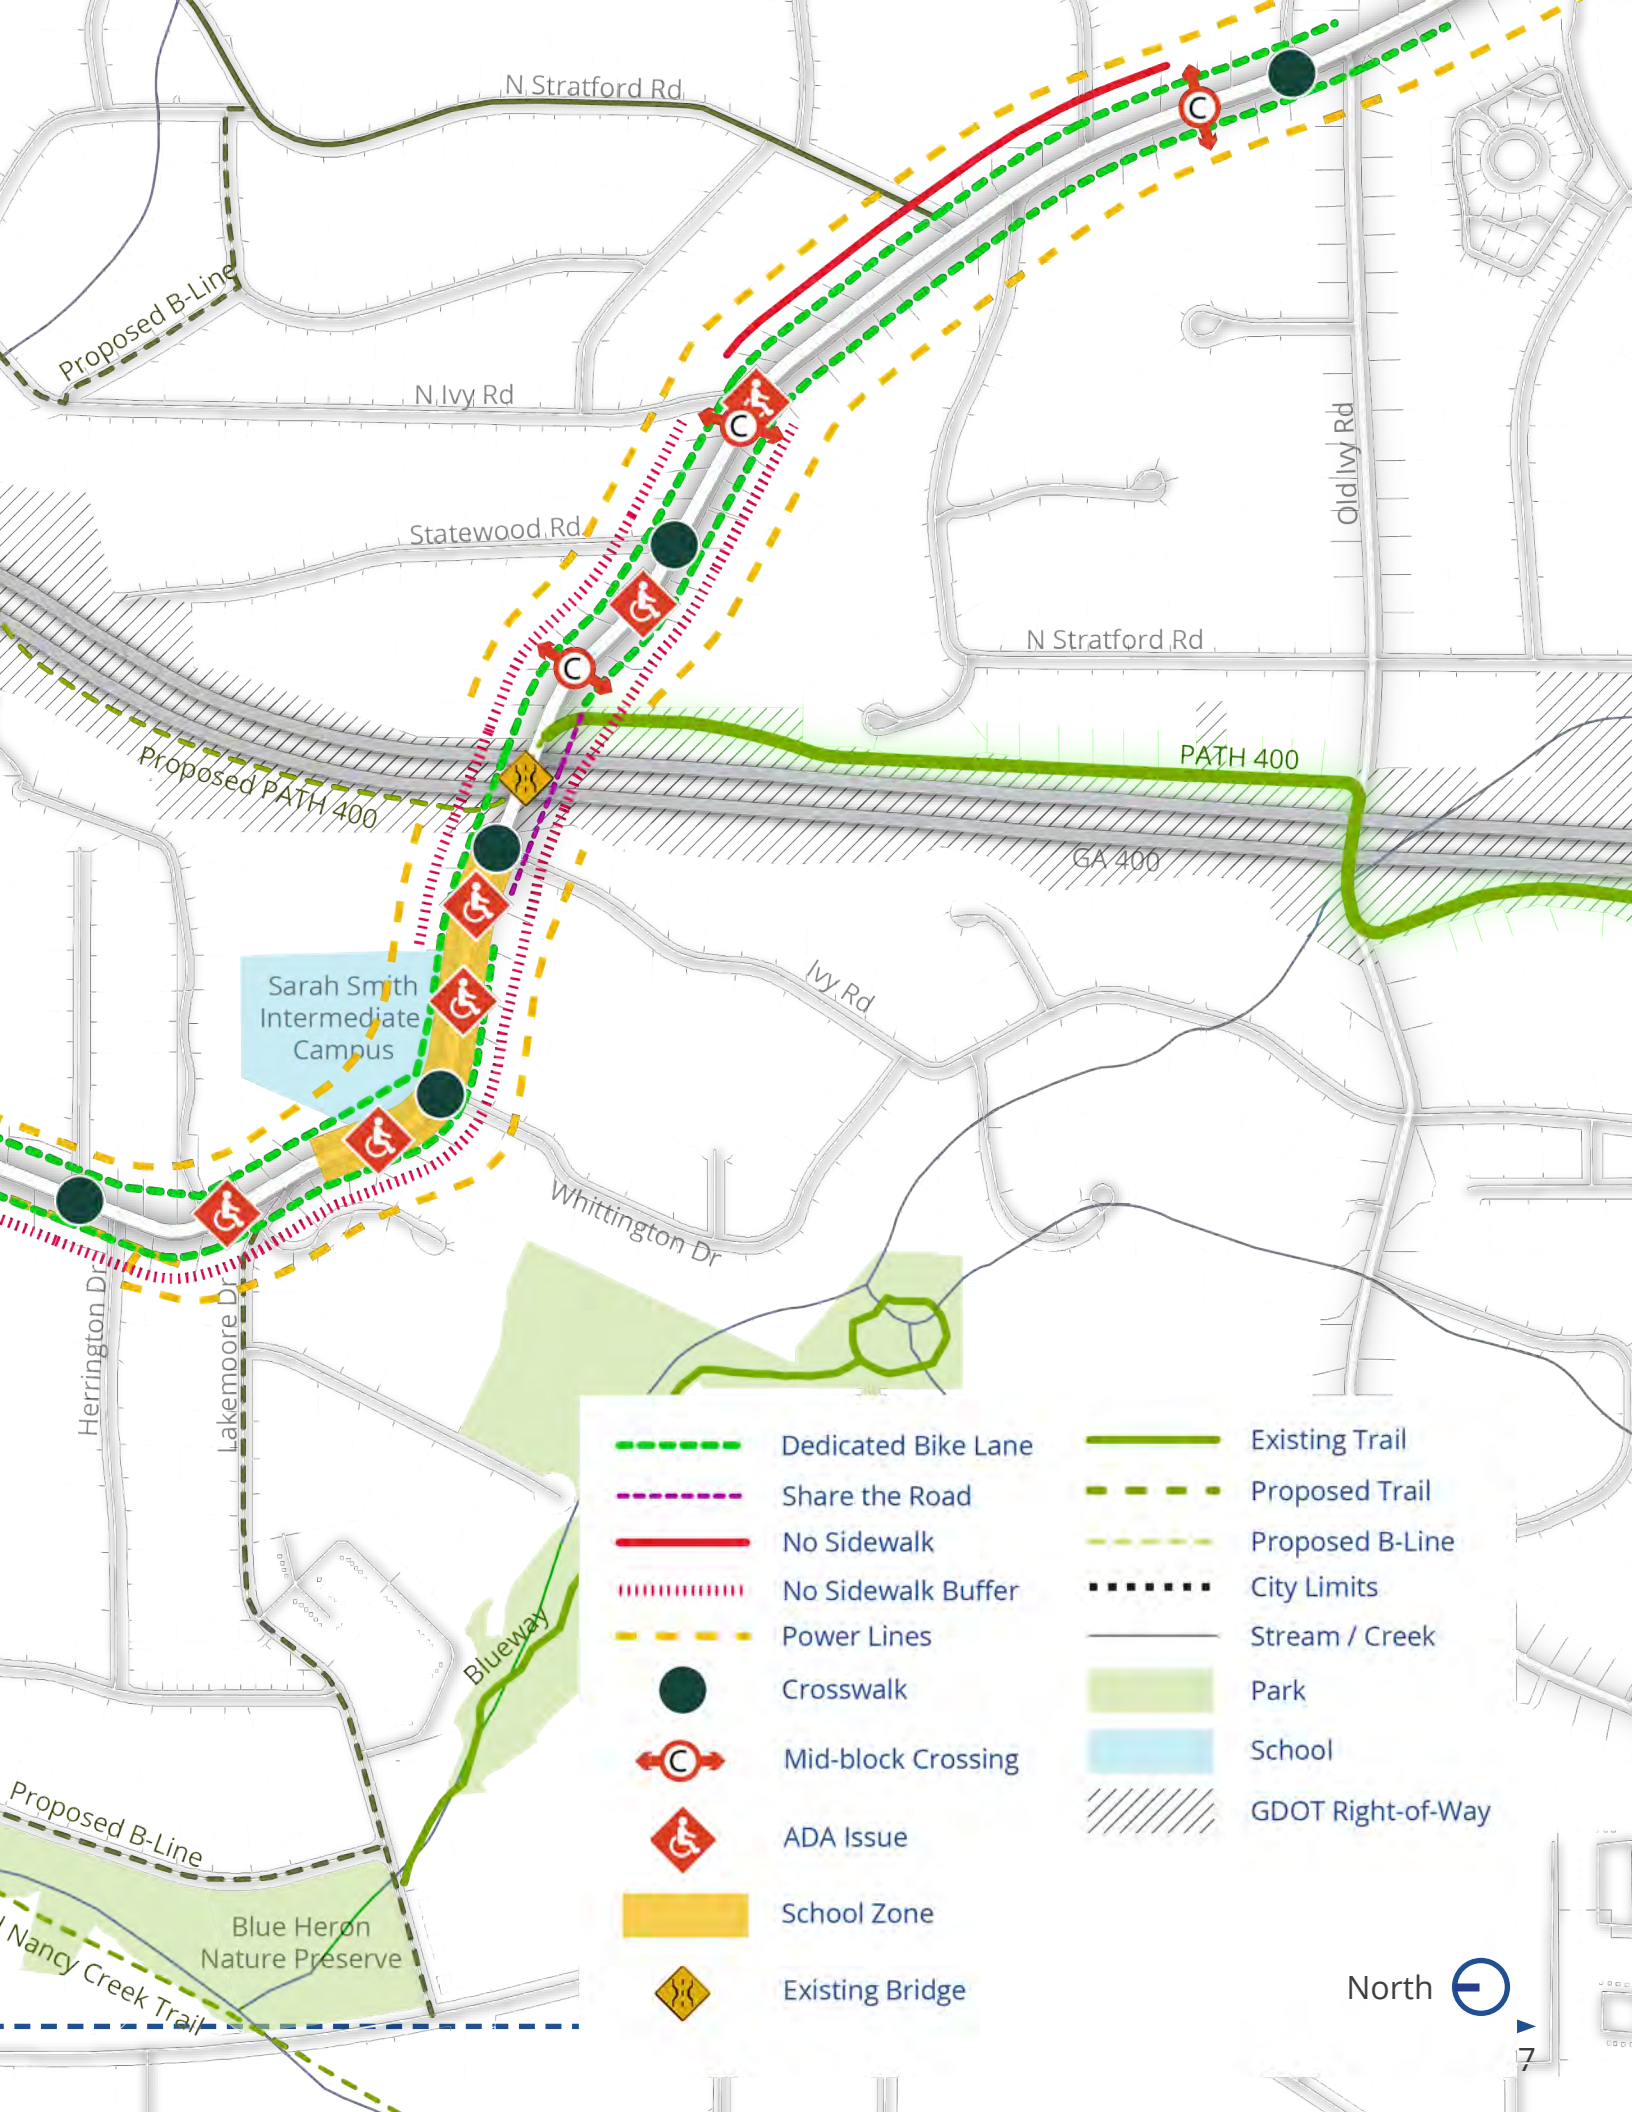 N Stratford Rd
C
Proposed B-Line
N Ivy Rd
C
Old Ivy Rd
Statewood Rd
N Stratford Rd
C
PATH 400
Proposed PATH 400
GA 400
Ivy Rd
Sarah Smith
Intermediate
Campus
Whittington Dr
Herrington Dr
Lakemoore Dr
Blueway
Proposed B-Line
Blue Heron
Nature Preserve
Nancy Creek Trail
Dedicated Bike Lane
Share the Road
No Sidewalk
No Sidewalk Buffer
Power Lines
Crosswalk
C
Mid-block Crossing
ADA Issue
School Zone
Existing Bridge
Existing Trail
Proposed Trail
Proposed B-Line
City Limits
Stream / Creek
Park
School
GDOT Right-of-Way
North
7